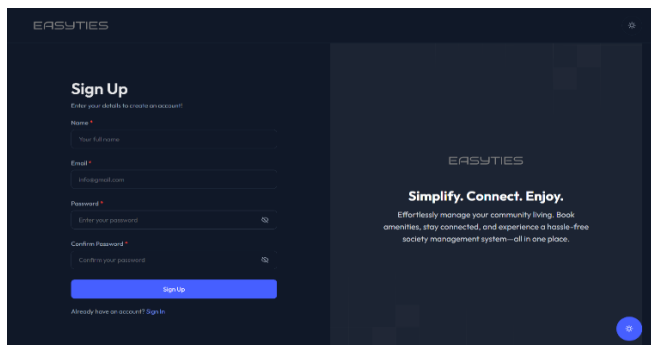 EASYTIES
Sign Up
Enter your details to create an account!
Name *
Your full name
Email *
info@gmail.com
Password *
Enter your password
Confirm Password *
Confirm your password
Sign Up
Already have an account? Sign In
EASYTIES
Simplify. Connect. Enjoy.
Effortlessly manage your community living. Book
amenities, stay connected, and experience a hassle-free
society management system—all in one place.